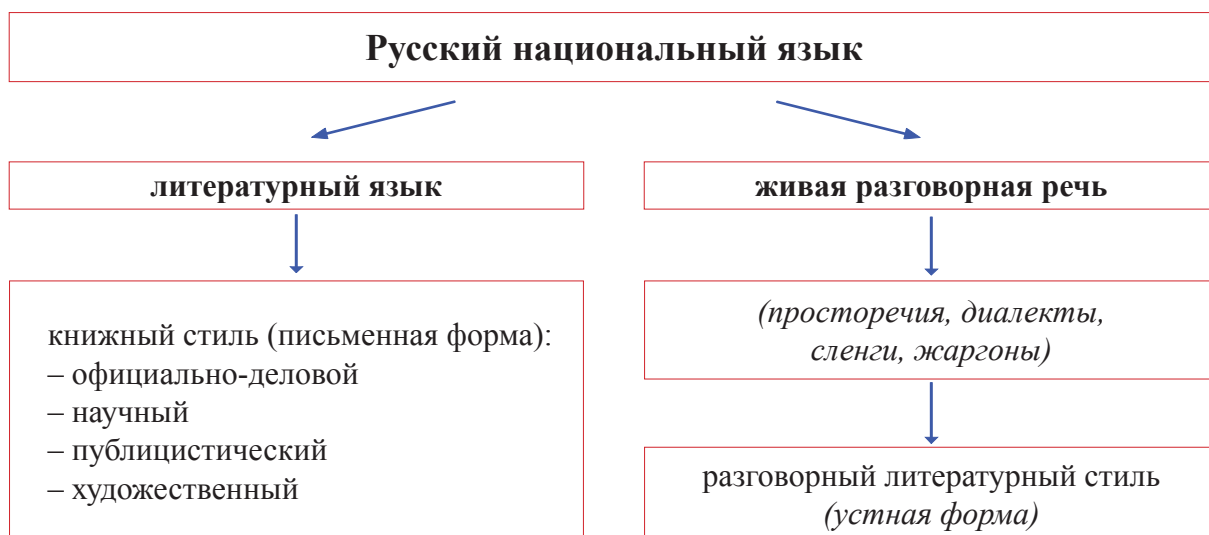 Русский национальный язык
литературный язык
живая разговорная речь
книжный стиль (письменная форма):
– официально-деловой
– научный
– публицистический
– художественный
(просторечия, диалекты,
сленги, жаргоны)
разговорный литературный стиль
(устная форма)